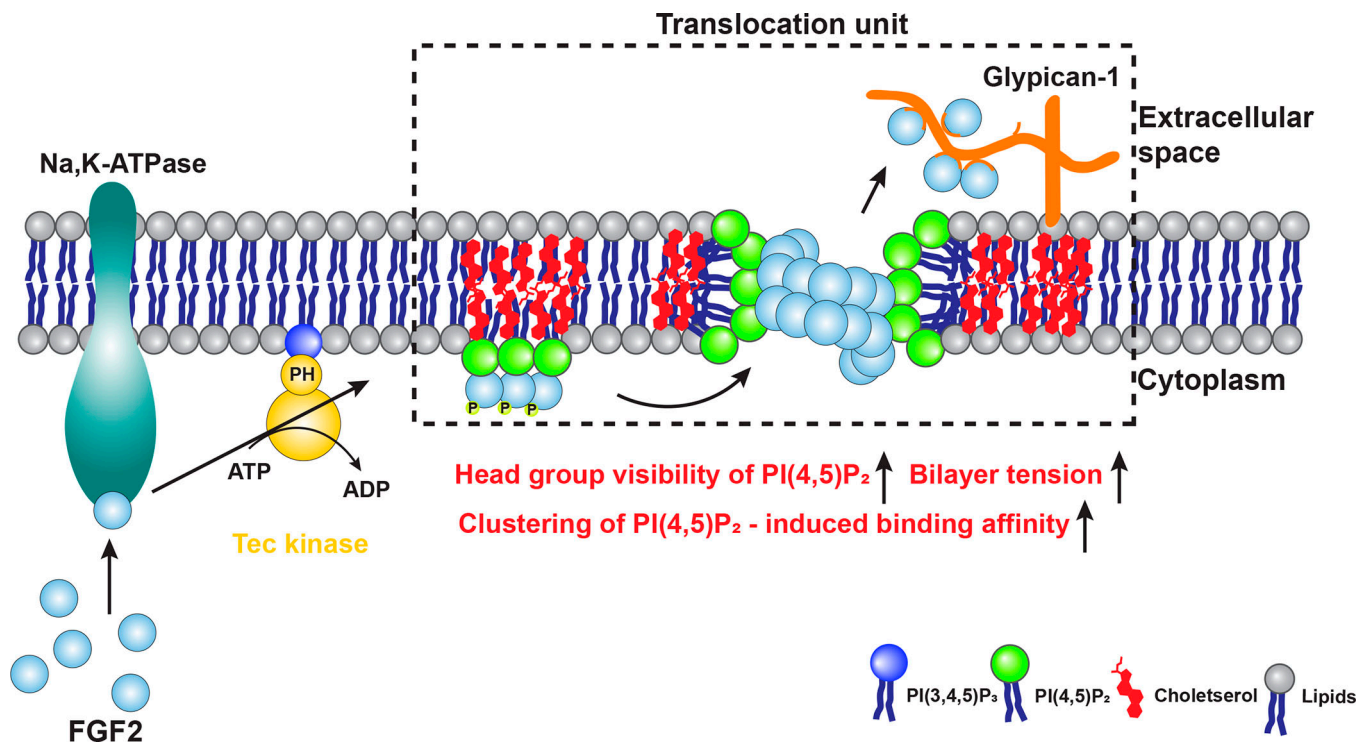 Translocation unit
Glypican-1
Extracellular
space
Na,K-ATPase
PH
Cytoplasm
P P P
ATP
ADP
Head group visibility of PI(4,5)P₂ Bilayer tension
Clustering of PI(4,5)P₂ - induced binding affinity
Tec kinase
FGF2
PI(3,4,5)P₃
PI(4,5)P₂
Choletserol
Lipids